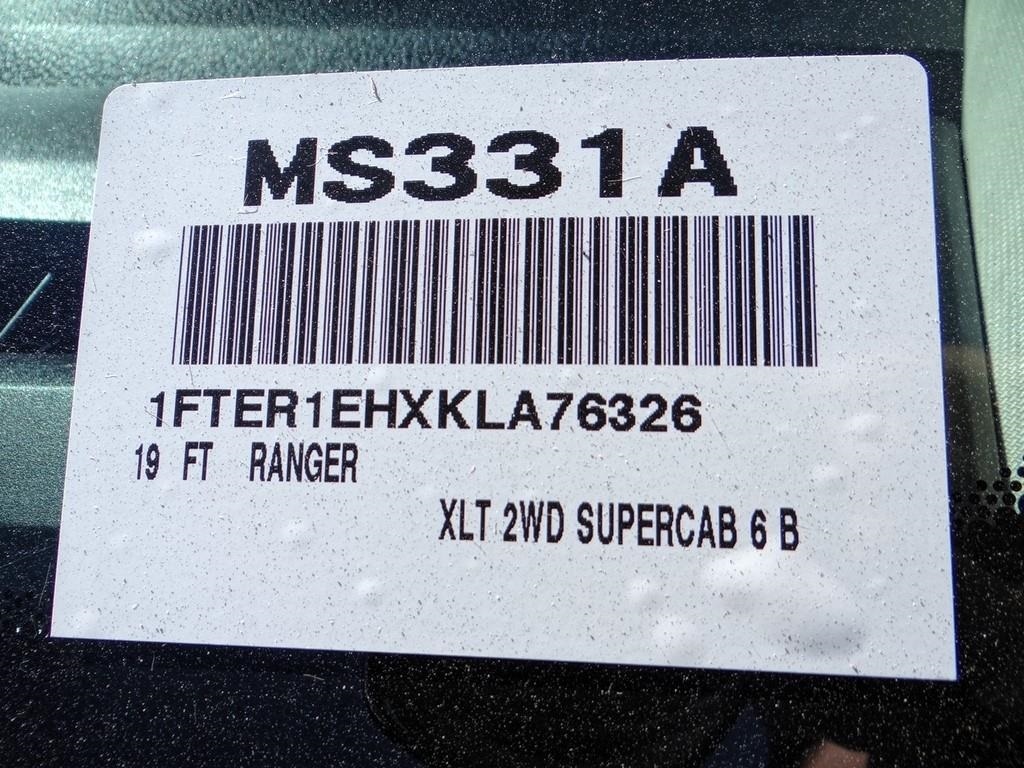 MS331A
1FTER1EHXKLA76326
19 FT RANGER
XLT 2WD SUPERCAB 6 B